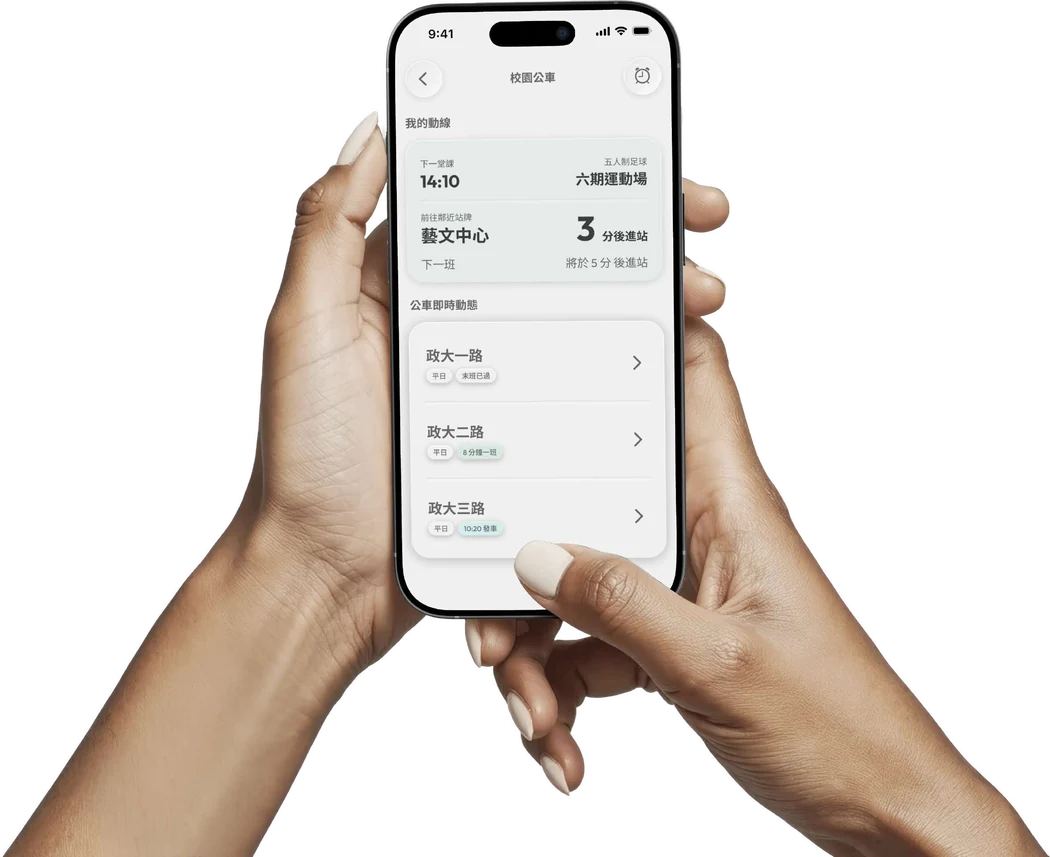 9:41
校園公車
我的動線
下一堂課 五人制足球
14:10 六期運動場
前往鄰近站牌
藝文中心 3 分後進站
下一班 將於 5 分 後進站
公車即時動態
政大一路
平日 末班已過
政大二路
平日 8 分鐘一班
政大三路
平日 10:20 發車